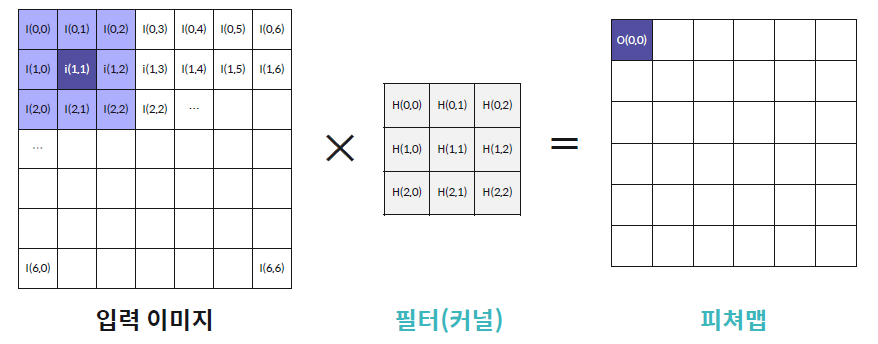 I(0,0) I(0,1) I(0,2) I(0,3) I(0,4) I(0,5) I(0,6)
I(1,0) i(1,1) i(1,2) i(1,3) I(1,4) I(1,5) I(1,6)
I(2,0) I(2,1) I(2,2) I(2,2) ...
...
I(6,0) I(6,6)
입력 이미지
×
H(0,0) H(0,1) H(0,2)
H(1,0) H(1,1) H(1,2)
H(2,0) H(2,1) H(2,2)
필터(커널)
=
O(0,0)
피쳐맵